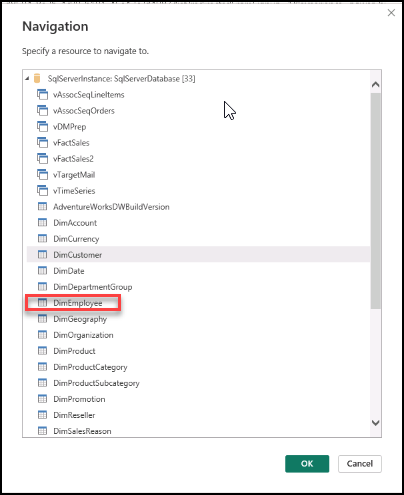 Navigation
Specify a resource to navigate to.
SqlServerInstance: SqlServerDatabase [33]
vAssocSeqLineItems
vAssocSeqOrders
vDMPrep
vFactSales
vFactSales2
vTargetMail
vTimeSeries
AdventureWorksDWBuildVersion
DimAccount
DimCurrency
DimCustomer
DimDate
DimDepartmentGroup
DimEmployee
DimGeography
DimOrganization
DimProduct
DimProductCategory
DimProductSubcategory
DimPromotion
DimReseller
DimSalesReason
OK Cancel